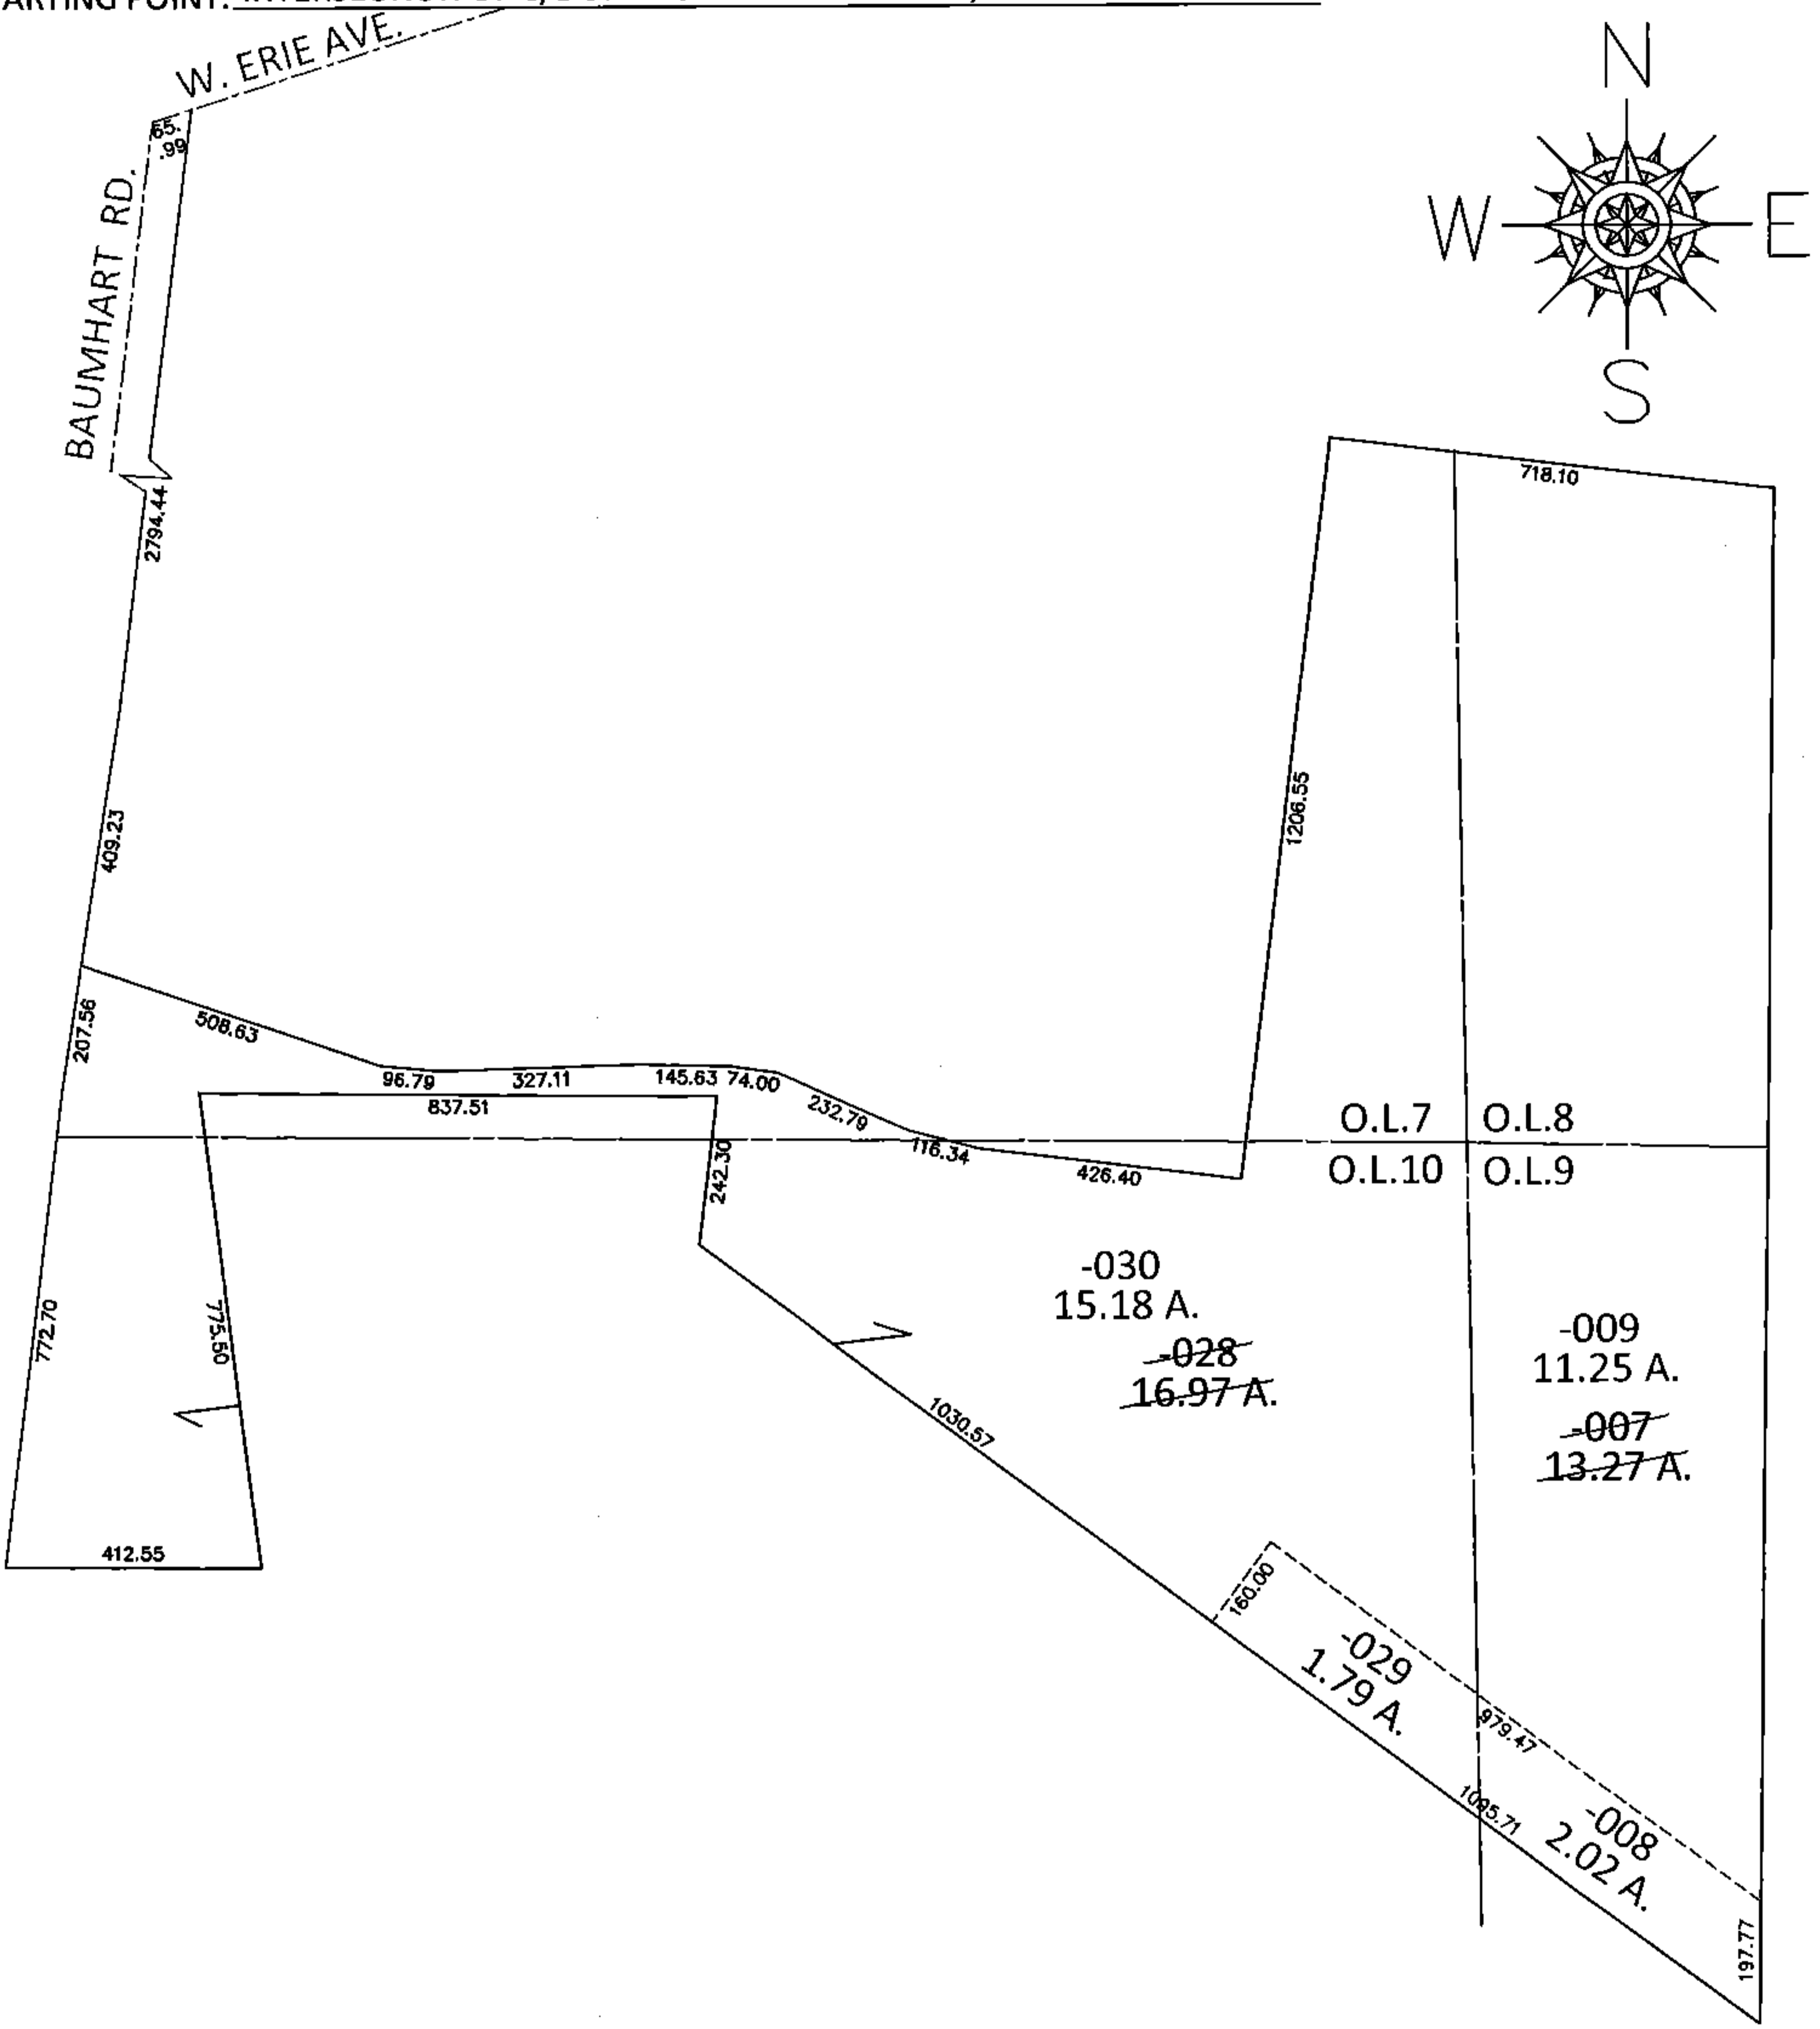 W. ERIE AVE.
N
65.
.99
BAUMHART RD.
W
E
S
718.10
2794.44
1206.55
409.23
207.56
508.63
96.79
327.11
145.63
74.00
837.51
232.79
O.L.7
O.L.8
116.34
426.40
O.L.10
O.L.9
242.30
-030
15.18 A.
772.70
775.50
-028
16.97 A.
-009
11.25 A.
1030.57
-007
13.27 A.
412.55
160.00
-029
1.79 A.
979.47
1095.71
-008
2.02 A.
197.77